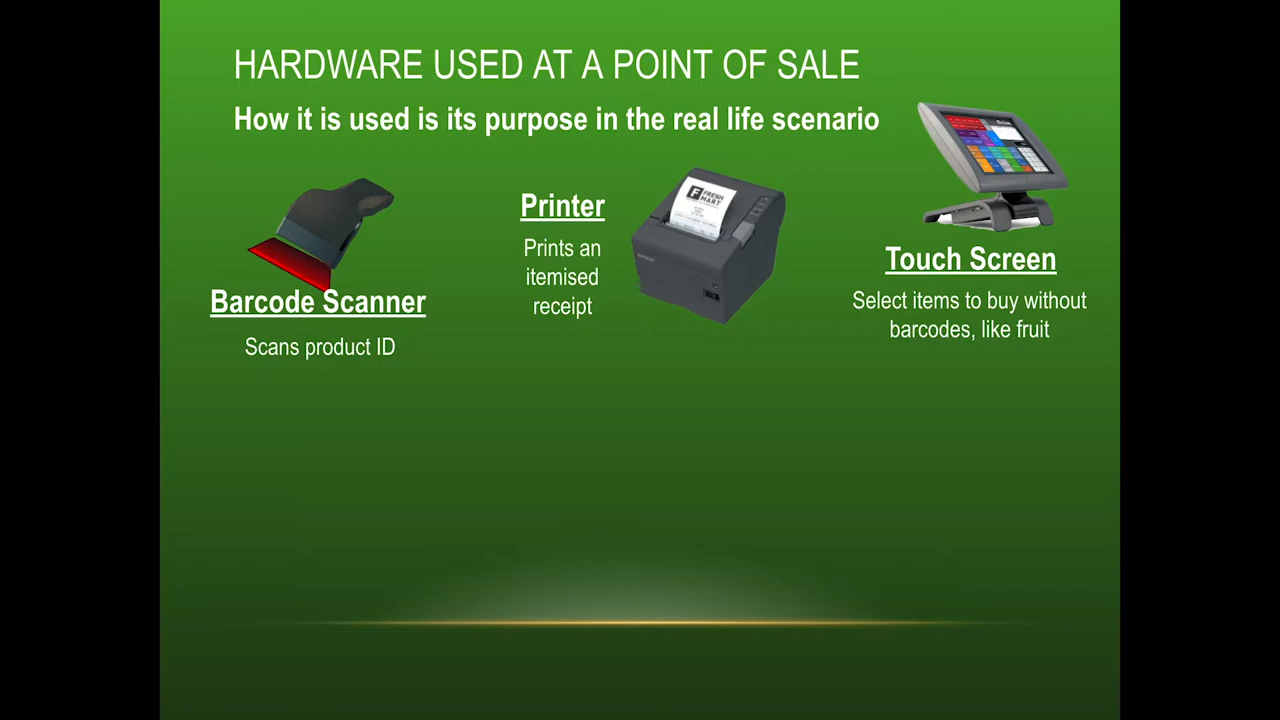 HARDWARE USED AT A POINT OF SALE
How it is used is its purpose in the real life scenario
Barcode Scanner
Scans product ID
Printer
Prints an
itemised
receipt
FRESH
MART
Touch Screen
Select items to buy without
barcodes, like fruit